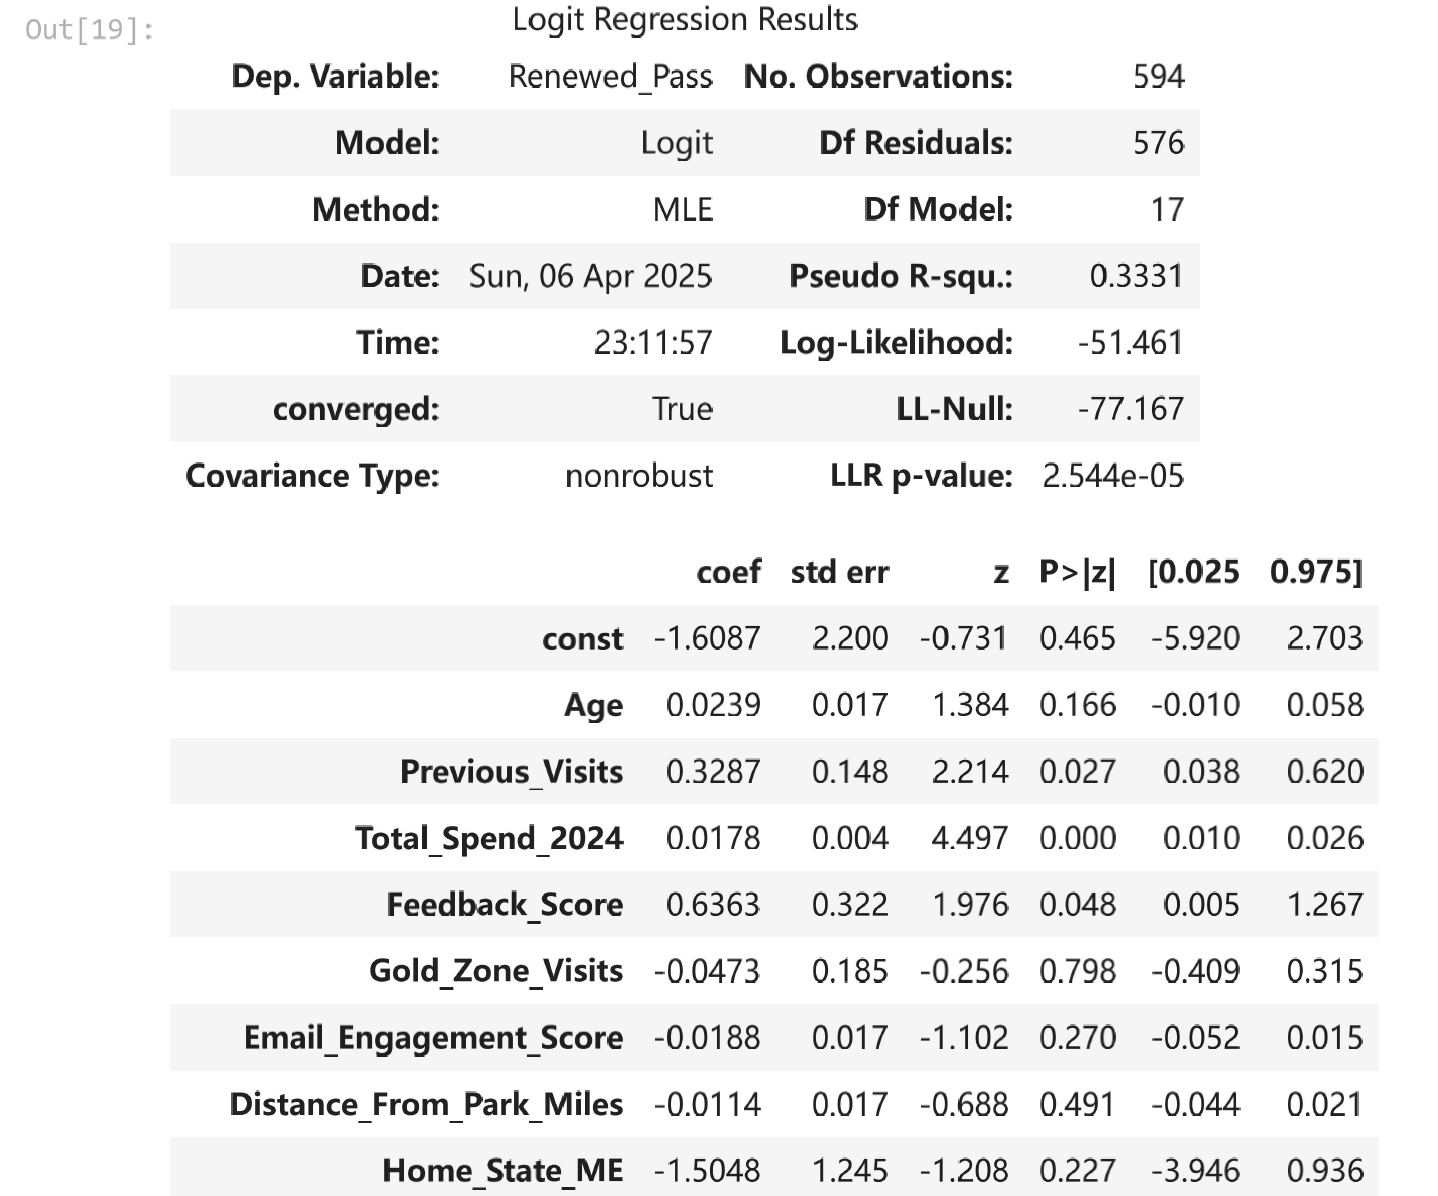 Out[19]:
Logit Regression Results
Dep. Variable: Renewed_Pass No. Observations: 594
Model: Logit Df Residuals: 576
Method: MLE Df Model: 17
Date: Sun, 06 Apr 2025 Pseudo R-squ.: 0.3331
Time: 23:11:57 Log-Likelihood: -51.461
converged: True LL-Null: -77.167
Covariance Type: nonrobust LLR p-value: 2.544e-05
coef std err z P>|z| [0.025 0.975]
const -1.6087 2.200 -0.731 0.465 -5.920 2.703
Age 0.0239 0.017 1.384 0.166 -0.010 0.058
Previous_Visits 0.3287 0.148 2.214 0.027 0.038 0.620
Total_Spend_2024 0.0178 0.004 4.497 0.000 0.010 0.026
Feedback_Score 0.6363 0.322 1.976 0.048 0.005 1.267
Gold_Zone_Visits -0.0473 0.185 -0.256 0.798 -0.409 0.315
Email_Engagement_Score -0.0188 0.017 -1.102 0.270 -0.052 0.015
Distance_From_Park_Miles -0.0114 0.017 -0.688 0.491 -0.044 0.021
Home_State_ME -1.5048 1.245 -1.208 0.227 -3.946 0.936